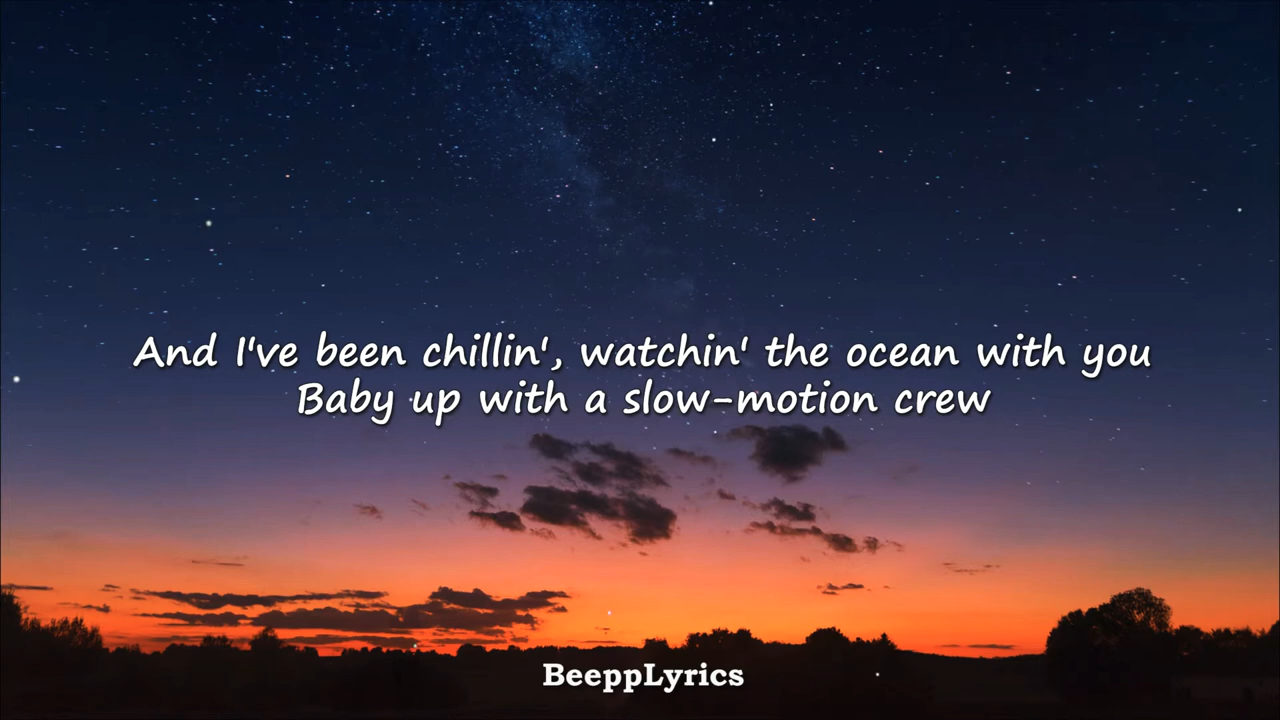 And I've been chillin', watchin' the ocean with you
Baby up with a slow-motion crew
BeeppLyrics